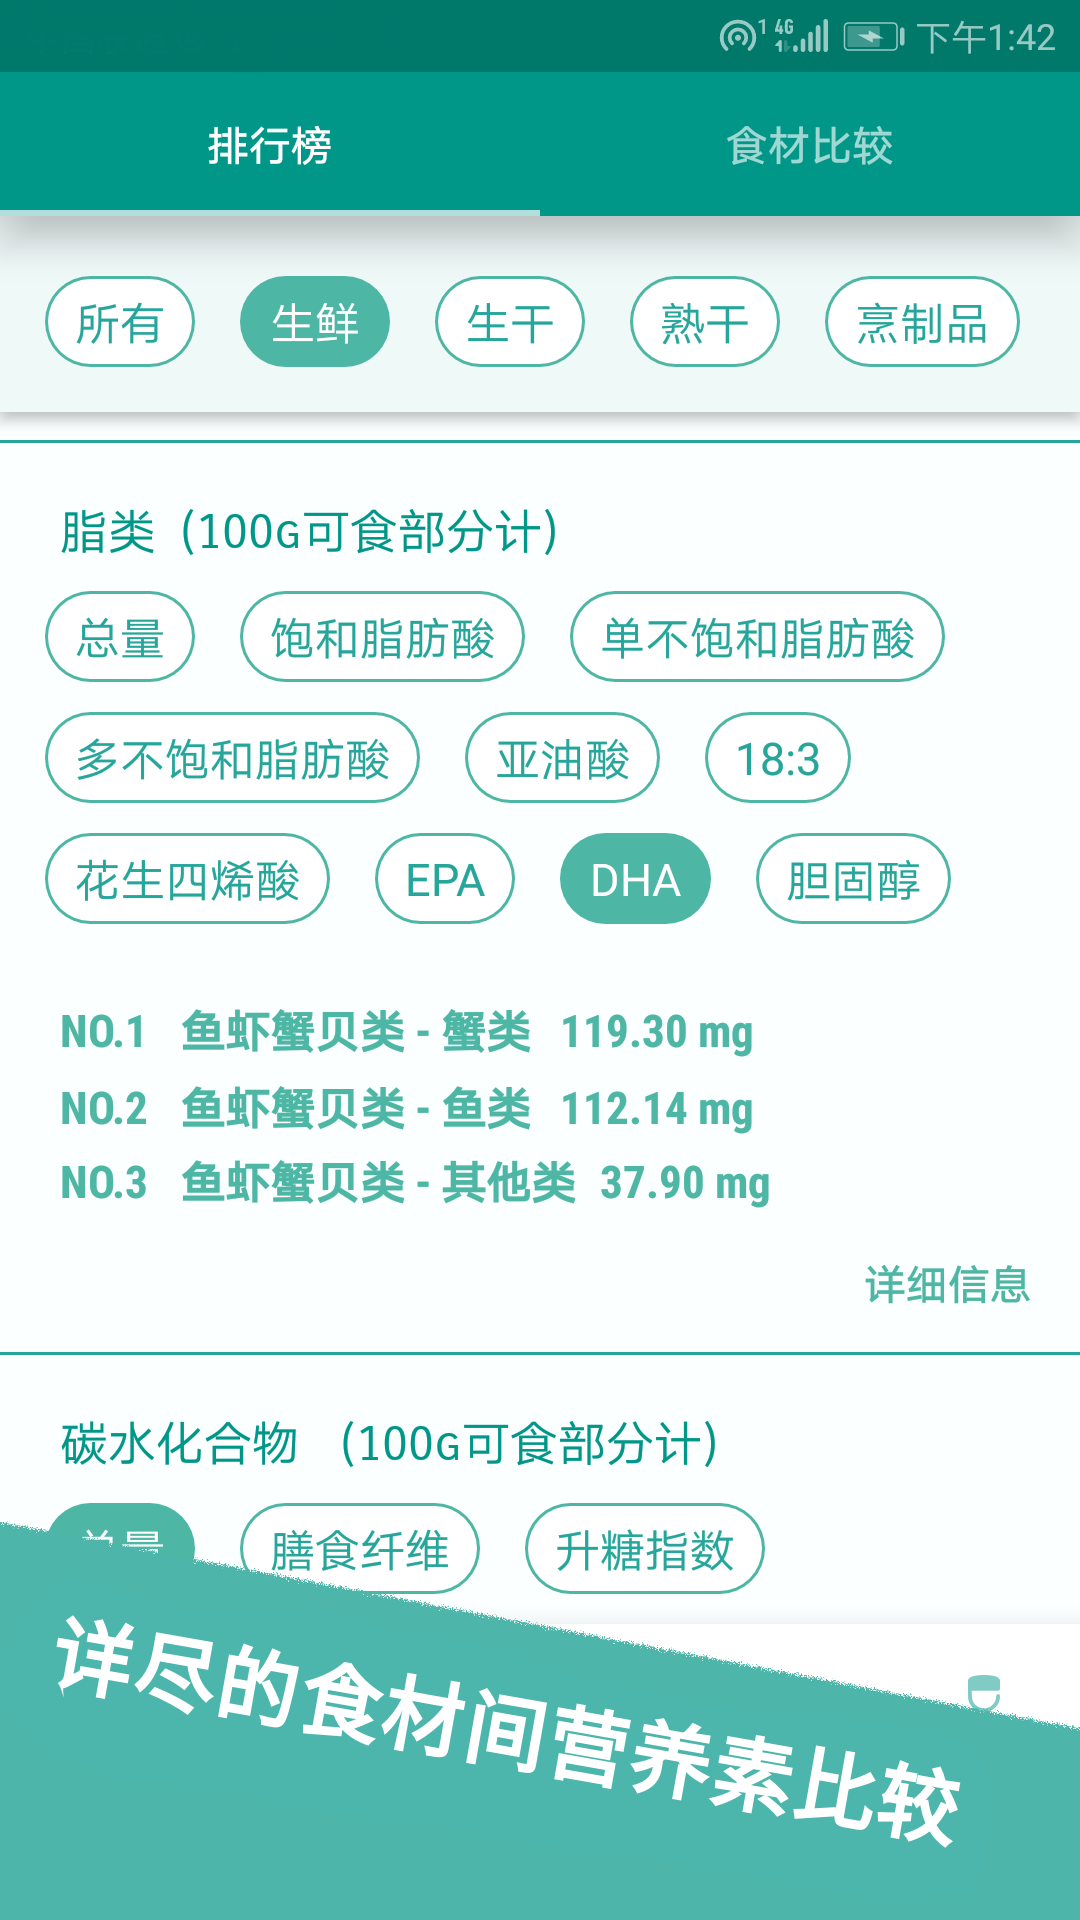 下午1:42
排行榜 食材比较
所有 生鲜 生干 熟干 烹制品
脂类 (100G可食部分计)
总量 饱和脂肪酸 单不饱和脂肪酸
多不饱和脂肪酸 亚油酸 18:3
花生四烯酸 EPA DHA 胆固醇
NO.1 鱼虾蟹贝类 - 蟹类 119.30 mg
NO.2 鱼虾蟹贝类 - 鱼类 112.14 mg
NO.3 鱼虾蟹贝类 - 其他类 37.90 mg
详细信息
碳水化合物 (100G可食部分计)
总量 膳食纤维 升糖指数
详尽的食材间营养素比较